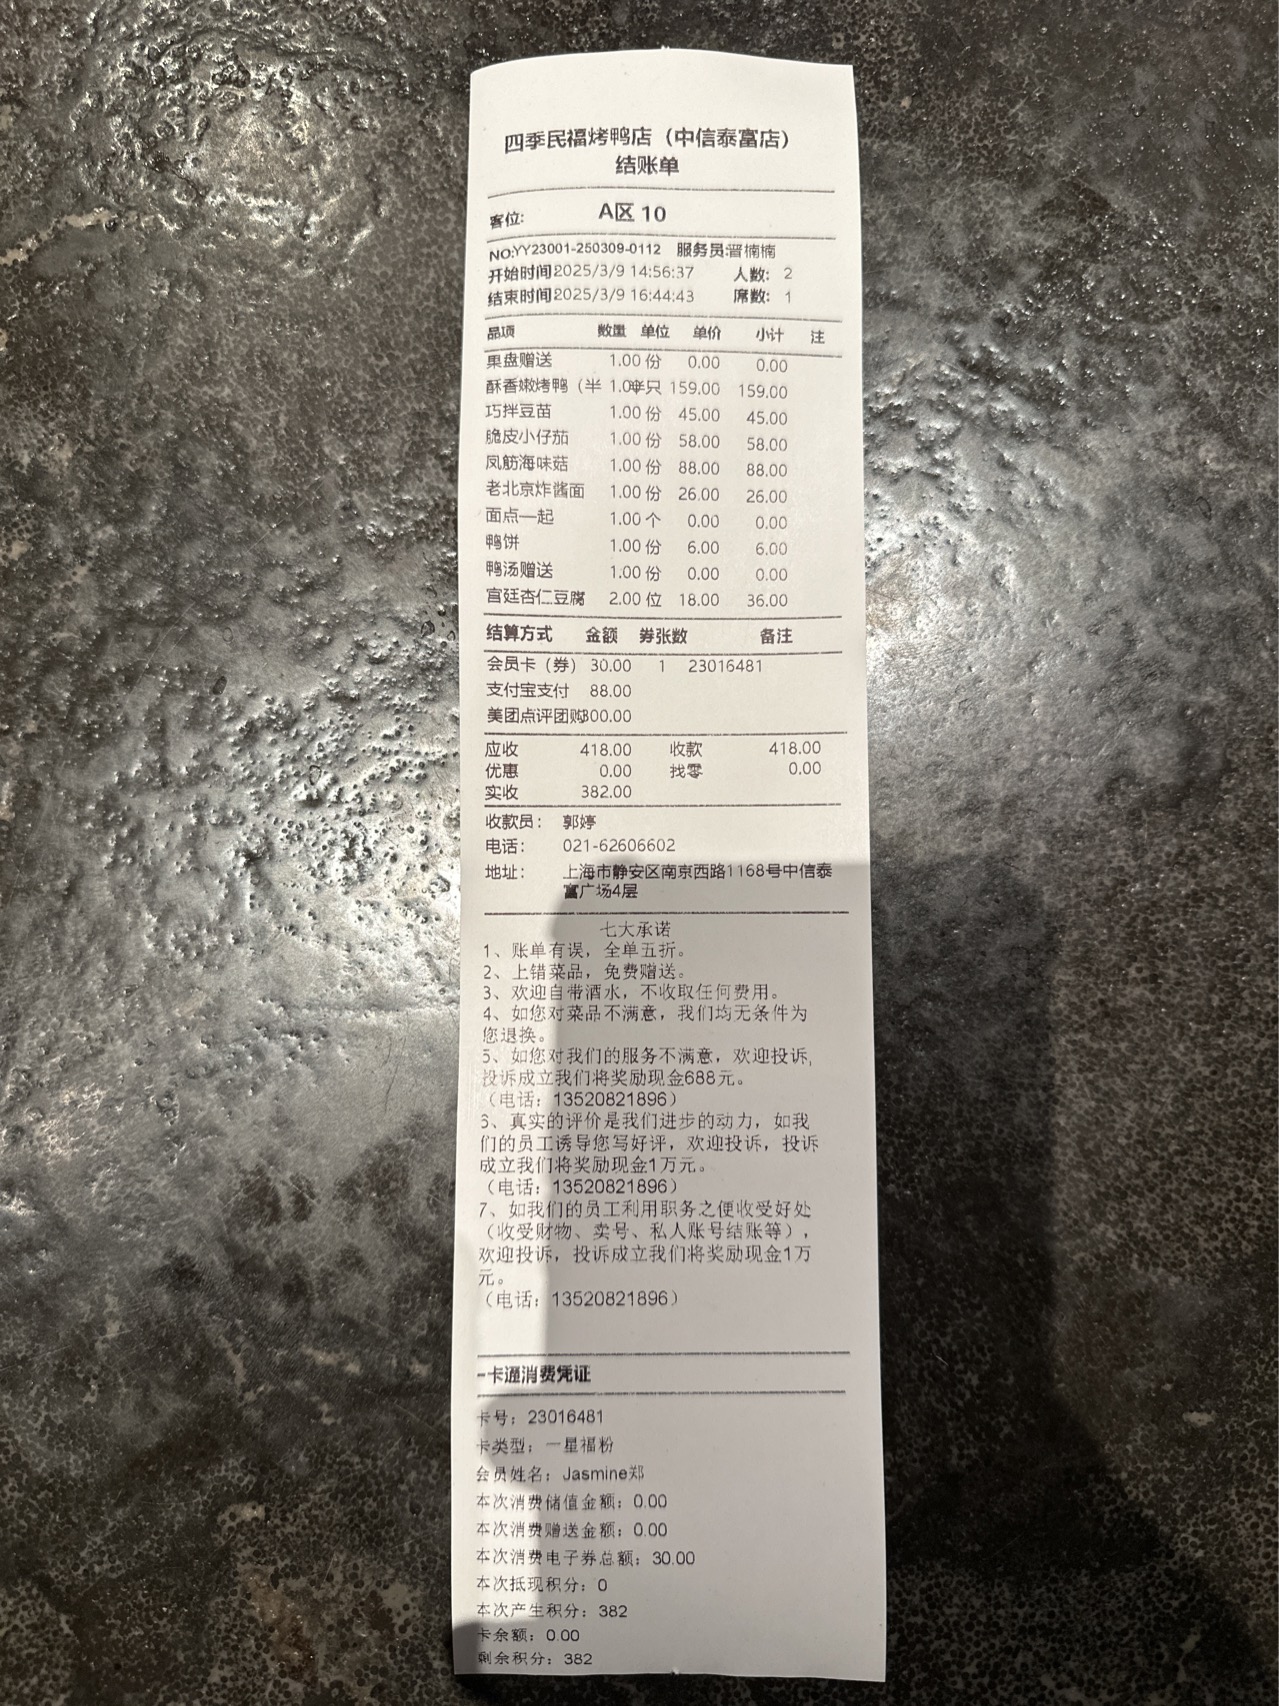 四季民福烤鸭店（中信泰富店）
结账单
客位: A区 10
NO:YY23001-250309-0112 服务员:晋楠楠
开始时间2025/3/9 14:56:37 人数: 2
结束时间2025/3/9 16:44:43 席数: 1
品项 数量 单位 单价 小计 注
果盘赠送 1.00 份 0.00 0.00
酥香嫩烤鸭（半 1.00半只 159.00 159.00
巧拌豆苗 1.00 份 45.00 45.00
脆皮小仔茄 1.00 份 58.00 58.00
凤筋海味菇 1.00 份 88.00 88.00
老北京炸酱面 1.00 份 26.00 26.00
面点一起 1.00 个 0.00 0.00
鸭饼 1.00 份 6.00 6.00
鸭汤赠送 1.00 份 0.00 0.00
宫廷杏仁豆腐 2.00 位 18.00 36.00
结算方式 金额 券张数 备注
会员卡（券） 30.00 1 23016481
支付宝支付 88.00
美团点评团购300.00
应收 418.00 收款 418.00
优惠 0.00 找零 0.00
实收 382.00
收款员: 郭婷
电话: 021-62606602
地址: 上海市静安区南京西路1168号中信泰
富广场4层
七大承诺
1、账单有误，全单五折。
2、上错菜品，免费赠送。
3、欢迎自带酒水，不收取任何费用。
4、如您对菜品不满意，我们均无条件为
您退换。
5、如您对我们的服务不满意，欢迎投诉,
投诉成立我们将奖励现金688元。
（电话：13520821896）
6、真实的评价是我们进步的动力，如我
们的员工诱导您写好评，欢迎投诉，投诉
成立我们将奖励现金1万元。
（电话：13520821896）
7、如我们的员工利用职务之便收受好处
（收受财物、卖号、私人账号结账等），
欢迎投诉，投诉成立我们将奖励现金1万
元。
（电话：13520821896）
一卡通消费凭证
卡号：23016481
卡类型：一星福粉
会员姓名：Jasmine郑
本次消费储值金额：0.00
本次消费赠送金额：0.00
本次消费电子券总额：30.00
本次抵现积分：0
本次产生积分：382
卡余额：0.00
剩余积分：382